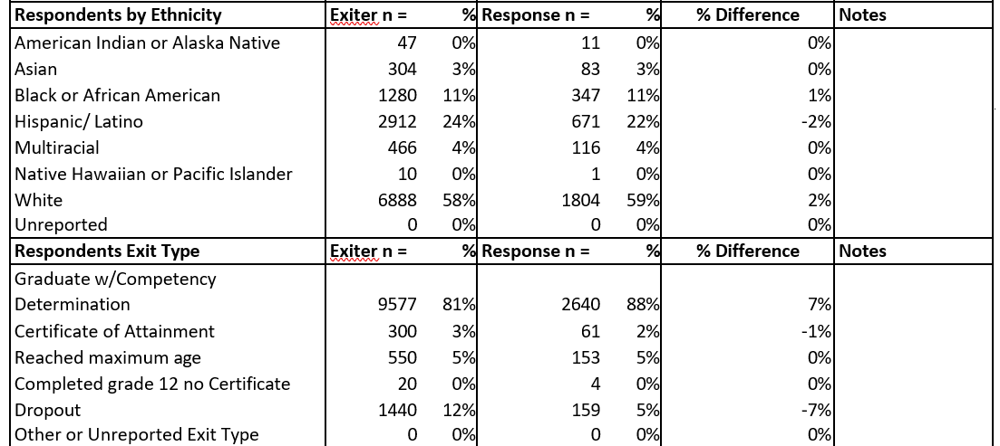 Respondents by Ethnicity Exiter n = % Response n = % % Difference Notes
American Indian or Alaska Native 47 0% 11 0% 0%
Asian 304 3% 83 3% 0%
Black or African American 1280 11% 347 11% 1%
Hispanic/ Latino 2912 24% 671 22% -2%
Multiracial 466 4% 116 4% 0%
Native Hawaiian or Pacific Islander 10 0% 1 0% 0%
White 6888 58% 1804 59% 2%
Unreported 0 0% 0 0% 0%
Respondents Exit Type Exiter n = % Response n = % % Difference Notes
Graduate w/Competency
Determination 9577 81% 2640 88% 7%
Certificate of Attainment 300 3% 61 2% -1%
Reached maximum age 550 5% 153 5% 0%
Completed grade 12 no Certificate 20 0% 4 0% 0%
Dropout 1440 12% 159 5% -7%
Other or Unreported Exit Type 0 0% 0 0% 0%